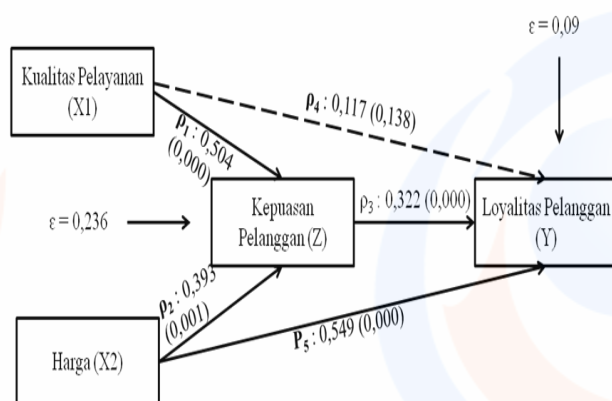 ε = 0,09
Kualitas Pelayanan
(X1)
ρ4 : 0,117 (0,138)
ρ1 : 0,504
(0,000)
Kepuasan
Pelanggan (Z)
ρ3 : 0,322 (0,000)
Loyalitas Pelanggan
(Y)
ε = 0,236
ρ2 : 0,393
(0,001)
P5 : 0,549 (0,000)
Harga (X2)